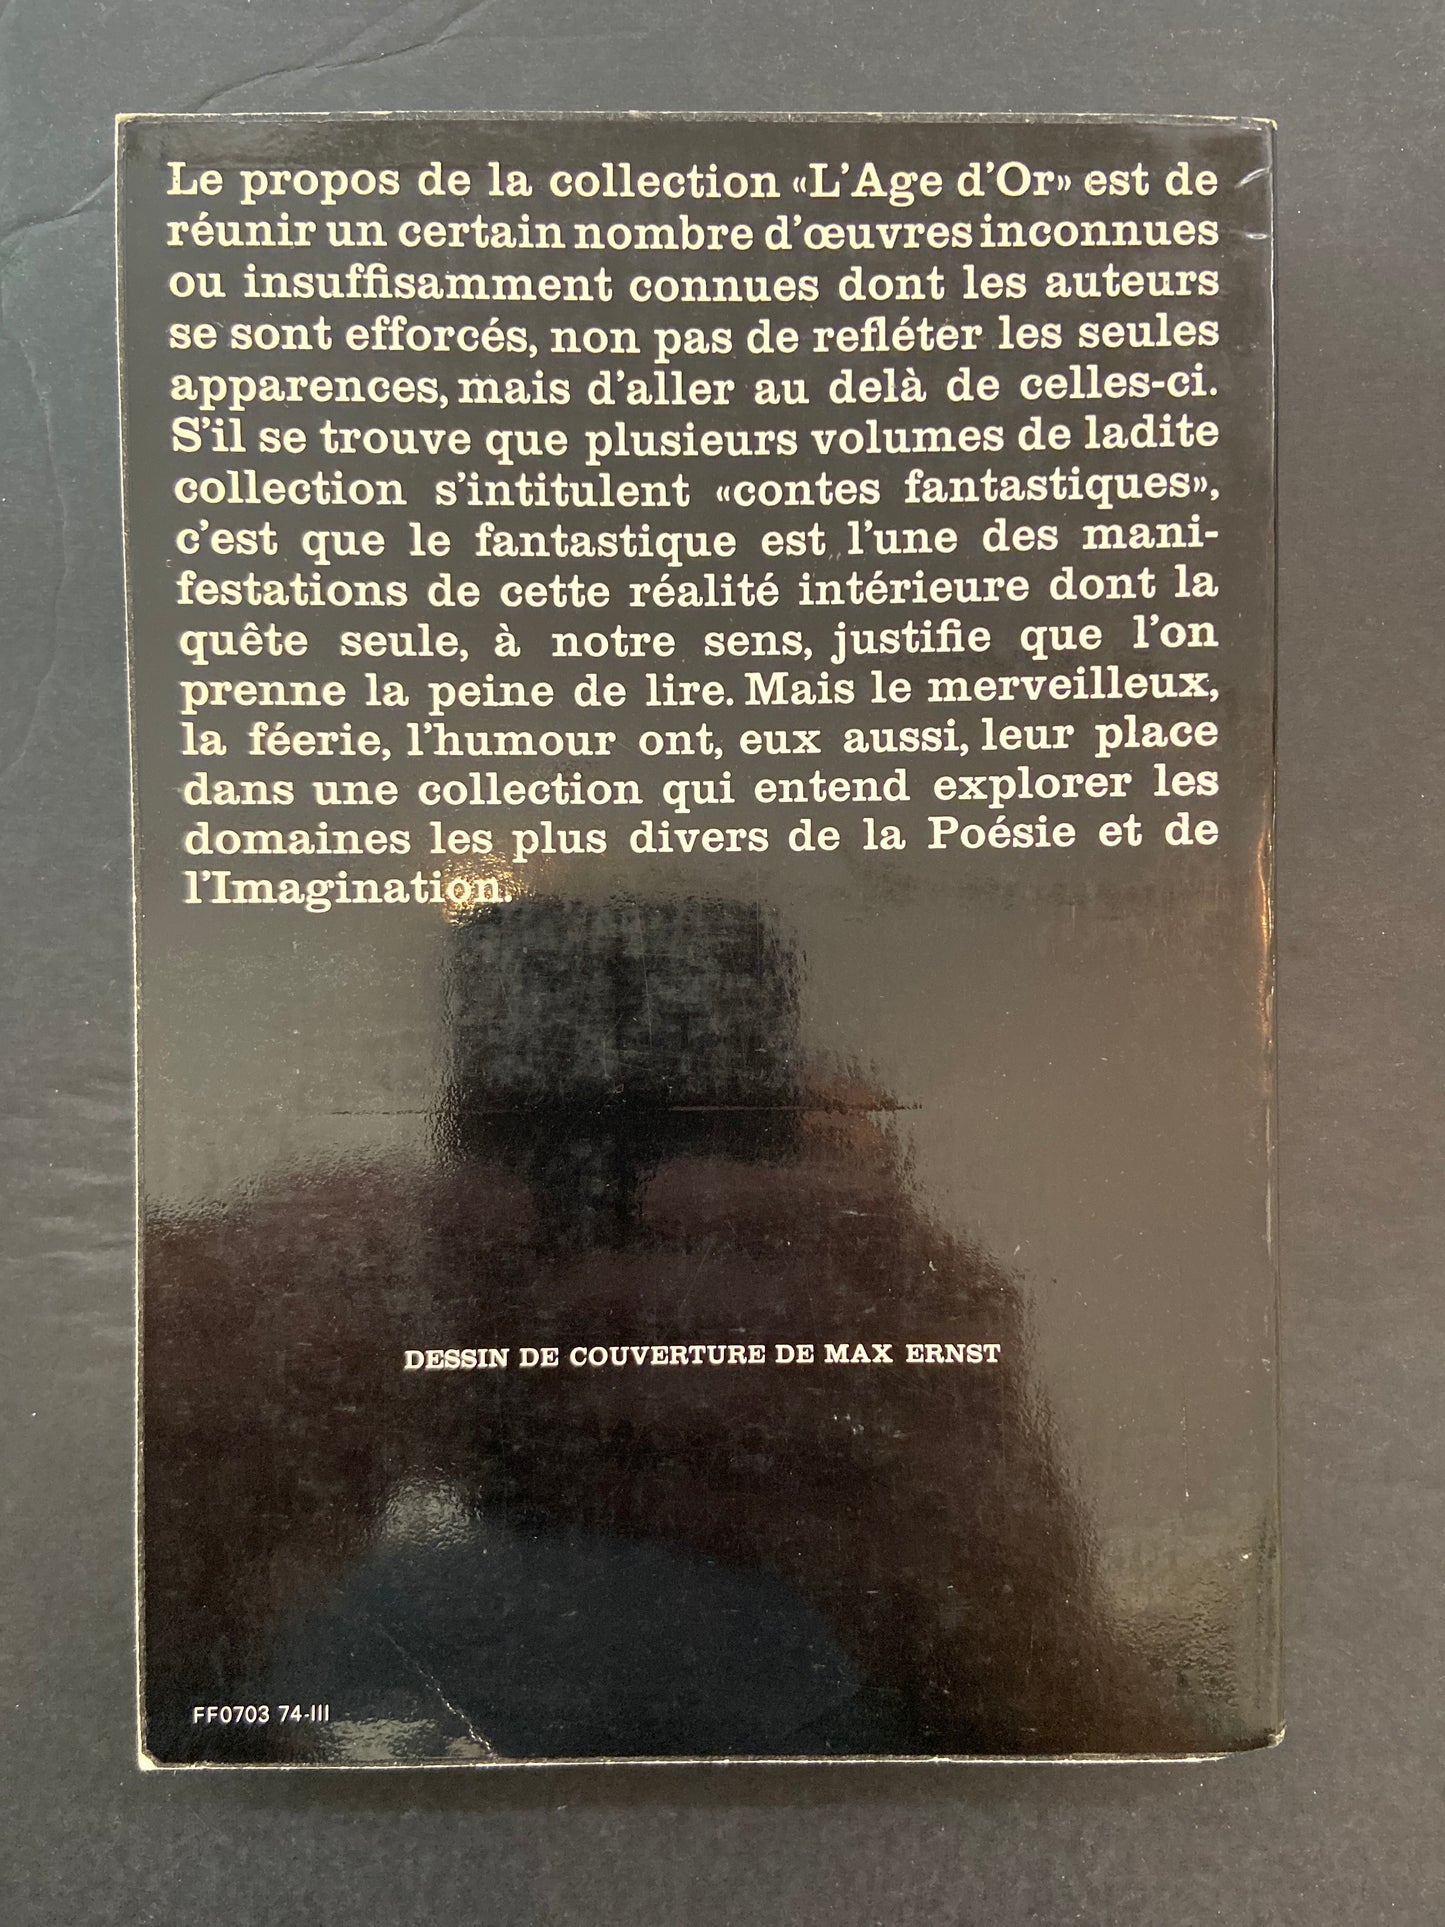 Le propos de la collection «L'Age d'Or» est de
réunir un certain nombre d'œuvres inconnues
ou insuffisamment connues dont les auteurs
se sont efforcés, non pas de refléter les seules
apparences, mais d'aller au delà de celles-ci.
S'il se trouve que plusieurs volumes de ladite
collection s'intitulent «contes fantastiques»,
c'est que le fantastique est l'une des mani-
festations de cette réalité intérieure dont la
quête seule, à notre sens, justifie que l'on
prenne la peine de lire. Mais le merveilleux,
la féerie, l'humour ont, eux aussi, leur place
dans une collection qui entend explorer les
domaines les plus divers de la Poésie et de
l'Imagination.
DESSIN DE COUVERTURE DE MAX ERNST
FF0703 74-III